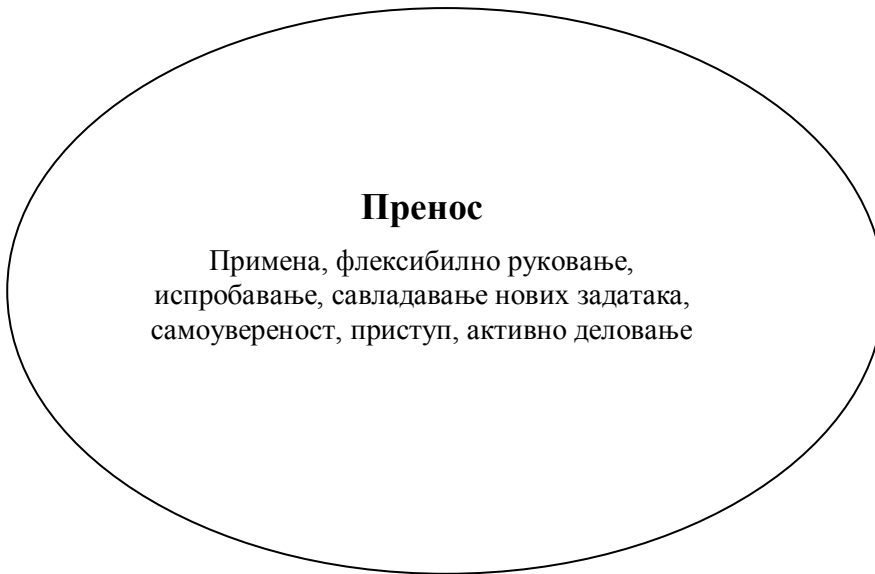 Пренос
Примена, флексибилно руковање,
испробавање, савладавање нових задатака,
самоувереност, приступ, активно деловање